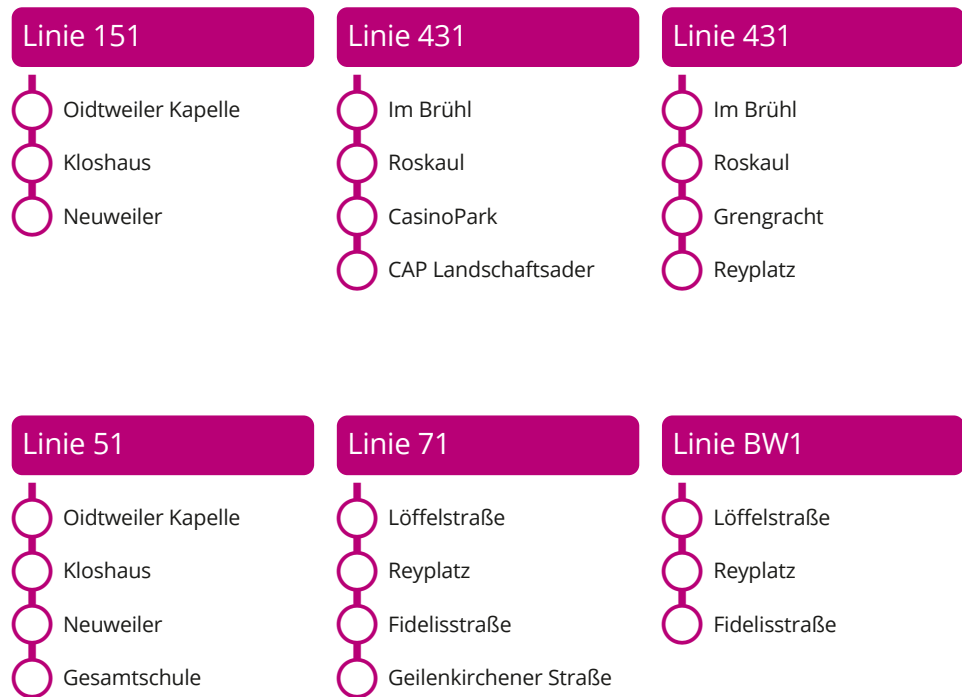 Linie 151
Oidtweiler Kapelle
Kloshaus
Neuweiler
Linie 431
Im Brühl
Roskaul
CasinoPark
CAP Landschaftsader
Linie 431
Im Brühl
Roskaul
Grengracht
Reyplatz
Linie 51
Oidtweiler Kapelle
Kloshaus
Neuweiler
Gesamtschule
Linie 71
Löffelstraße
Reyplatz
Fidelisstraße
Geilenkirchener Straße
Linie BW1
Löffelstraße
Reyplatz
Fidelisstraße